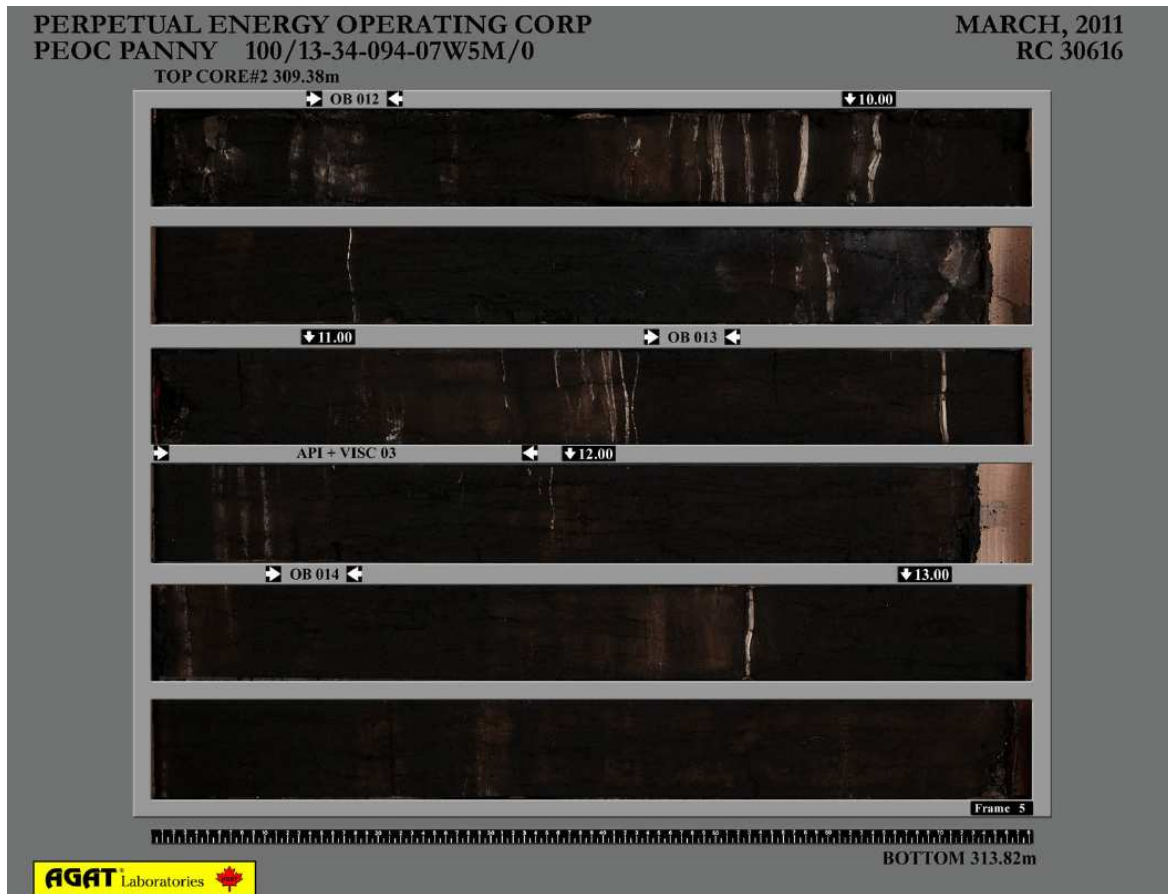 PERPETUAL ENERGY OPERATING CORP
MARCH, 2011
PEOC PANNY 100/13-34-094-07W5M/0
RC 30616
TOP CORE#2 309.38m
OB 012
10.00
11.00
OB 013
API + VISC 03
12.00
OB 014
13.00
Frame 5
BOTTOM 313.82m
AGAT Laboratories